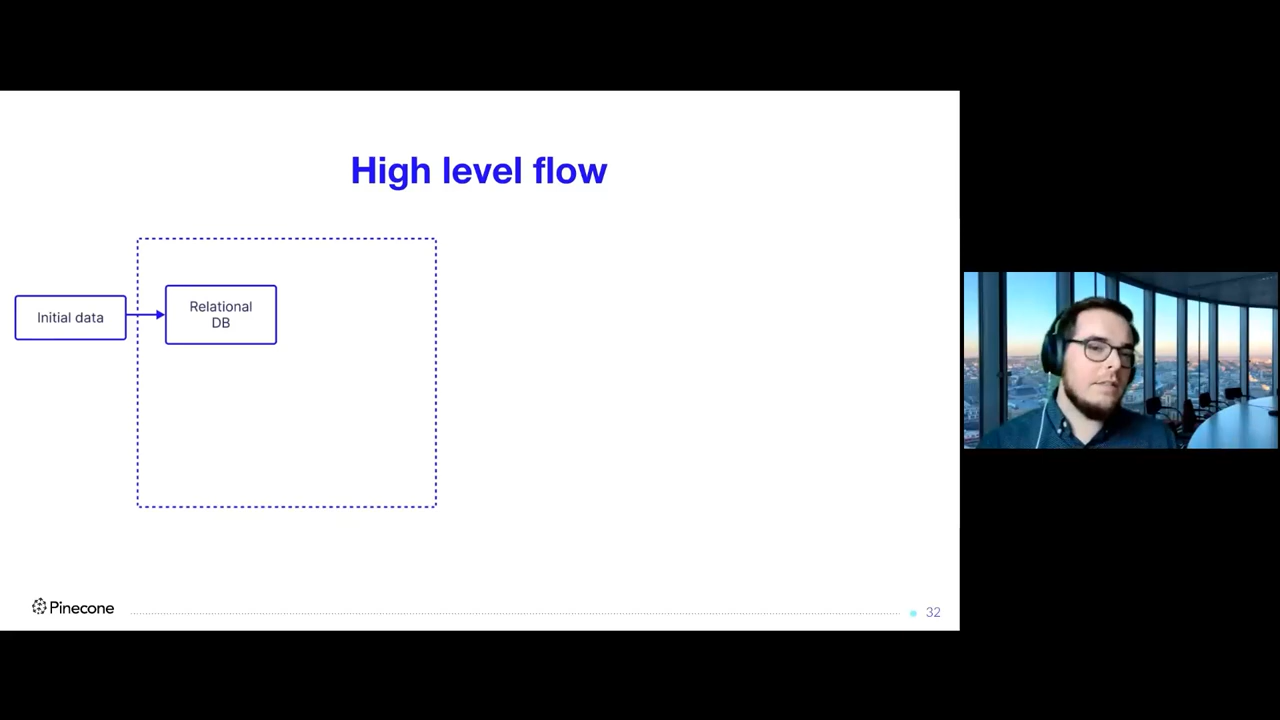 High level flow
Initial data
Relational
DB
Pinecone
32